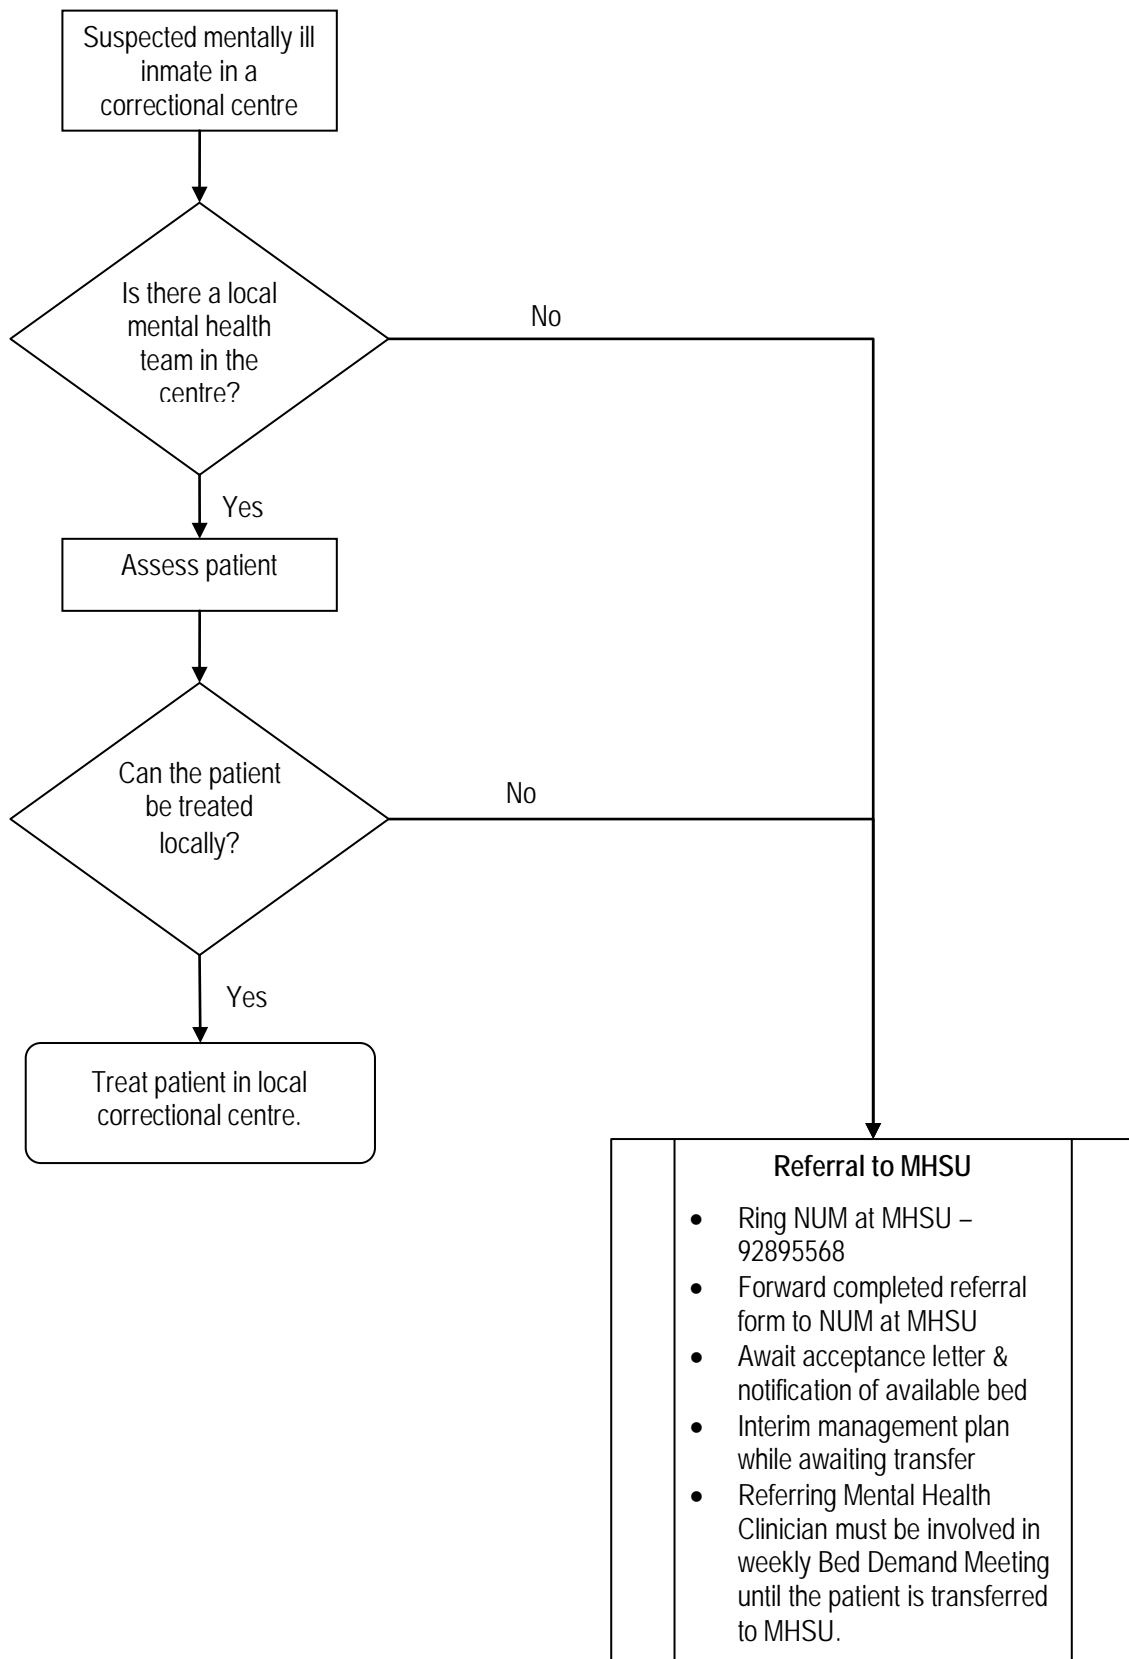 Suspected mentally ill
inmate in a
correctional centre
Is there a local
mental health
team in the
centre?
No
Yes
Assess patient
Can the patient
be treated
locally?
No
Yes
Treat patient in local
correctional centre.
Referral to MHSU
• Ring NUM at MHSU –
92895568
• Forward completed referral
form to NUM at MHSU
• Await acceptance letter &
notification of available bed
• Interim management plan
while awaiting transfer
• Referring Mental Health
Clinician must be involved in
weekly Bed Demand Meeting
until the patient is transferred
to MHSU.